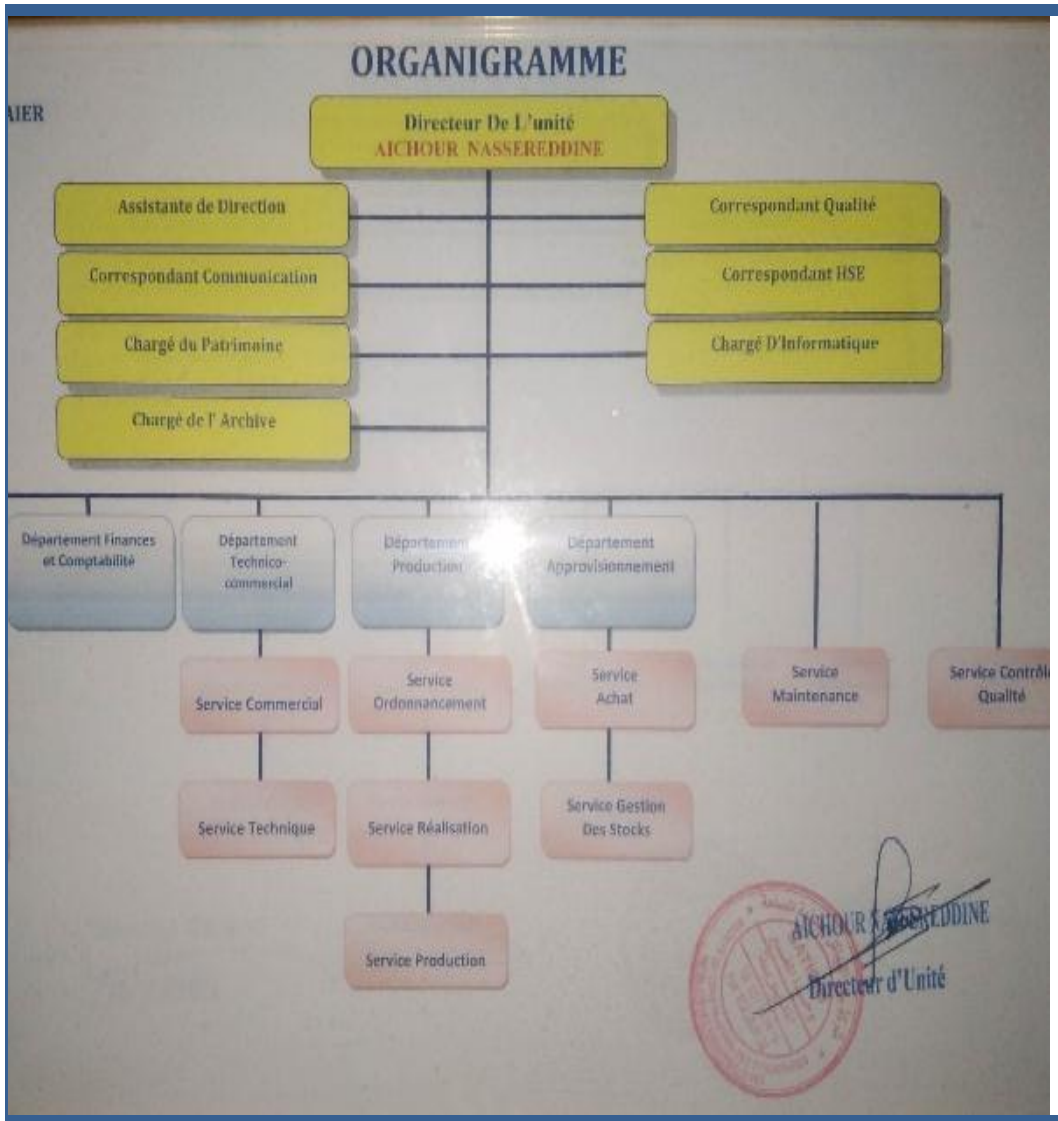 ORGANIGRAMME
AIER
Directeur De L'unité
AICHOUR NASSEREDDINE
Assistante de Direction
Correspondant Qualité
Correspondant Communication
Correspondant HSE
Chargé du Patrimoine
Chargé D'Informatique
Chargé de l' Archive
Département Finances
et Comptabilité
Département
Technico-
commercial
Départemen
Production
Département
Approvisionnement
Service Commercial
Service
Ordonnancement
Service
Achat
Service
Maintenance
Service Contrôle
Qualité
Service Technique
Service Réalisation
Service Gestion
Des Stocks
Service Production
AICHOUR NASSEREDDINE
Directeur d'Unité